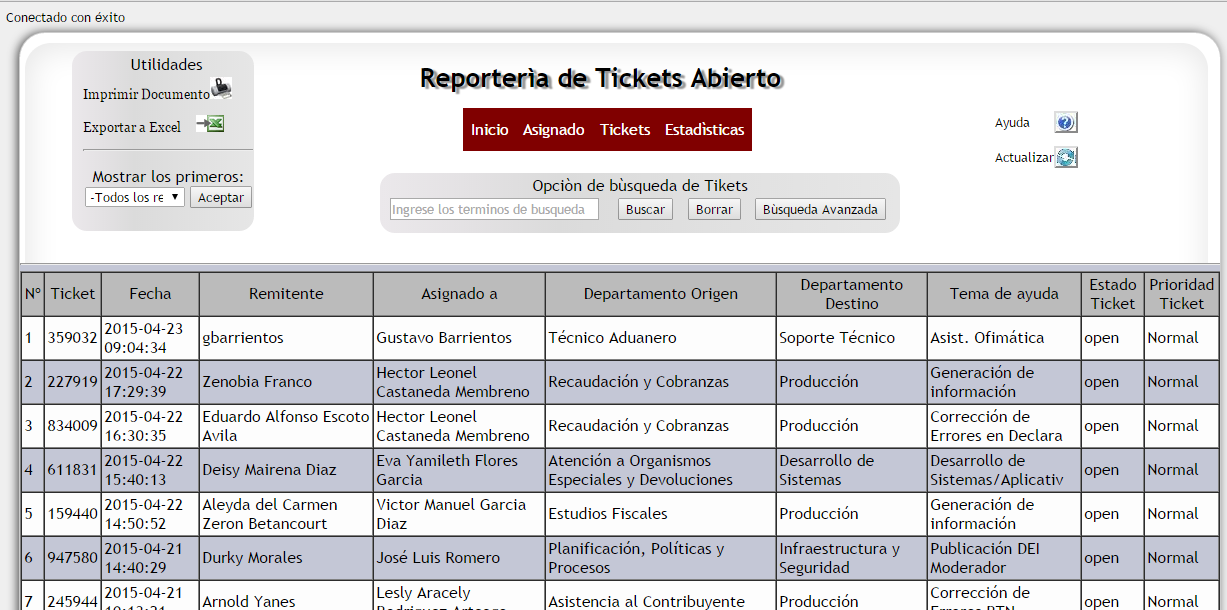 Conectado con éxito
Utilidades
Imprimir Documento
Exportar a Excel
Mostrar los primeros:
-Todos los re
Aceptar
Reporterìa de Tickets Abierto
Inicio Asignado Tickets Estadìsticas
Opciòn de bùsqueda de Tikets
Ingrese los terminos de busqueda
Buscar Borrar Bùsqueda Avanzada
Ayuda
Actualizar
N° Ticket Fecha Remitente Asignado a Departamento Origen Departamento Destino Tema de ayuda Estado Ticket Prioridad Ticket
1 359032 2015-04-23 09:04:34 gbarrientos Gustavo Barrientos Técnico Aduanero Soporte Técnico Asist. Ofimática open Normal
2 227919 2015-04-22 17:29:39 Zenobia Franco Hector Leonel Castaneda Membreno Recaudación y Cobranzas Producción Generación de información open Normal
3 834009 2015-04-22 16:30:35 Eduardo Alfonso Escoto Avila Hector Leonel Castaneda Membreno Recaudación y Cobranzas Producción Corrección de Errores en Declara open Normal
4 611831 2015-04-22 15:40:13 Deisy Mairena Diaz Eva Yamileth Flores Garcia Atención a Organismos Especiales y Devoluciones Desarrollo de Sistemas Desarrollo de Sistemas/Aplicativ open Normal
5 159440 2015-04-22 14:50:52 Aleyda del Carmen Zeron Betancourt Victor Manuel Garcia Diaz Estudios Fiscales Producción Generación de información open Normal
6 947580 2015-04-21 14:40:29 Durky Morales José Luis Romero Planificación, Políticas y Procesos Infraestructura y Seguridad Publicación DEI Moderador open Normal
7 245944 2015-04-21 Arnold Yanes Lesly Aracely Asistencia al Contribuyente Producción Corrección de open Normal